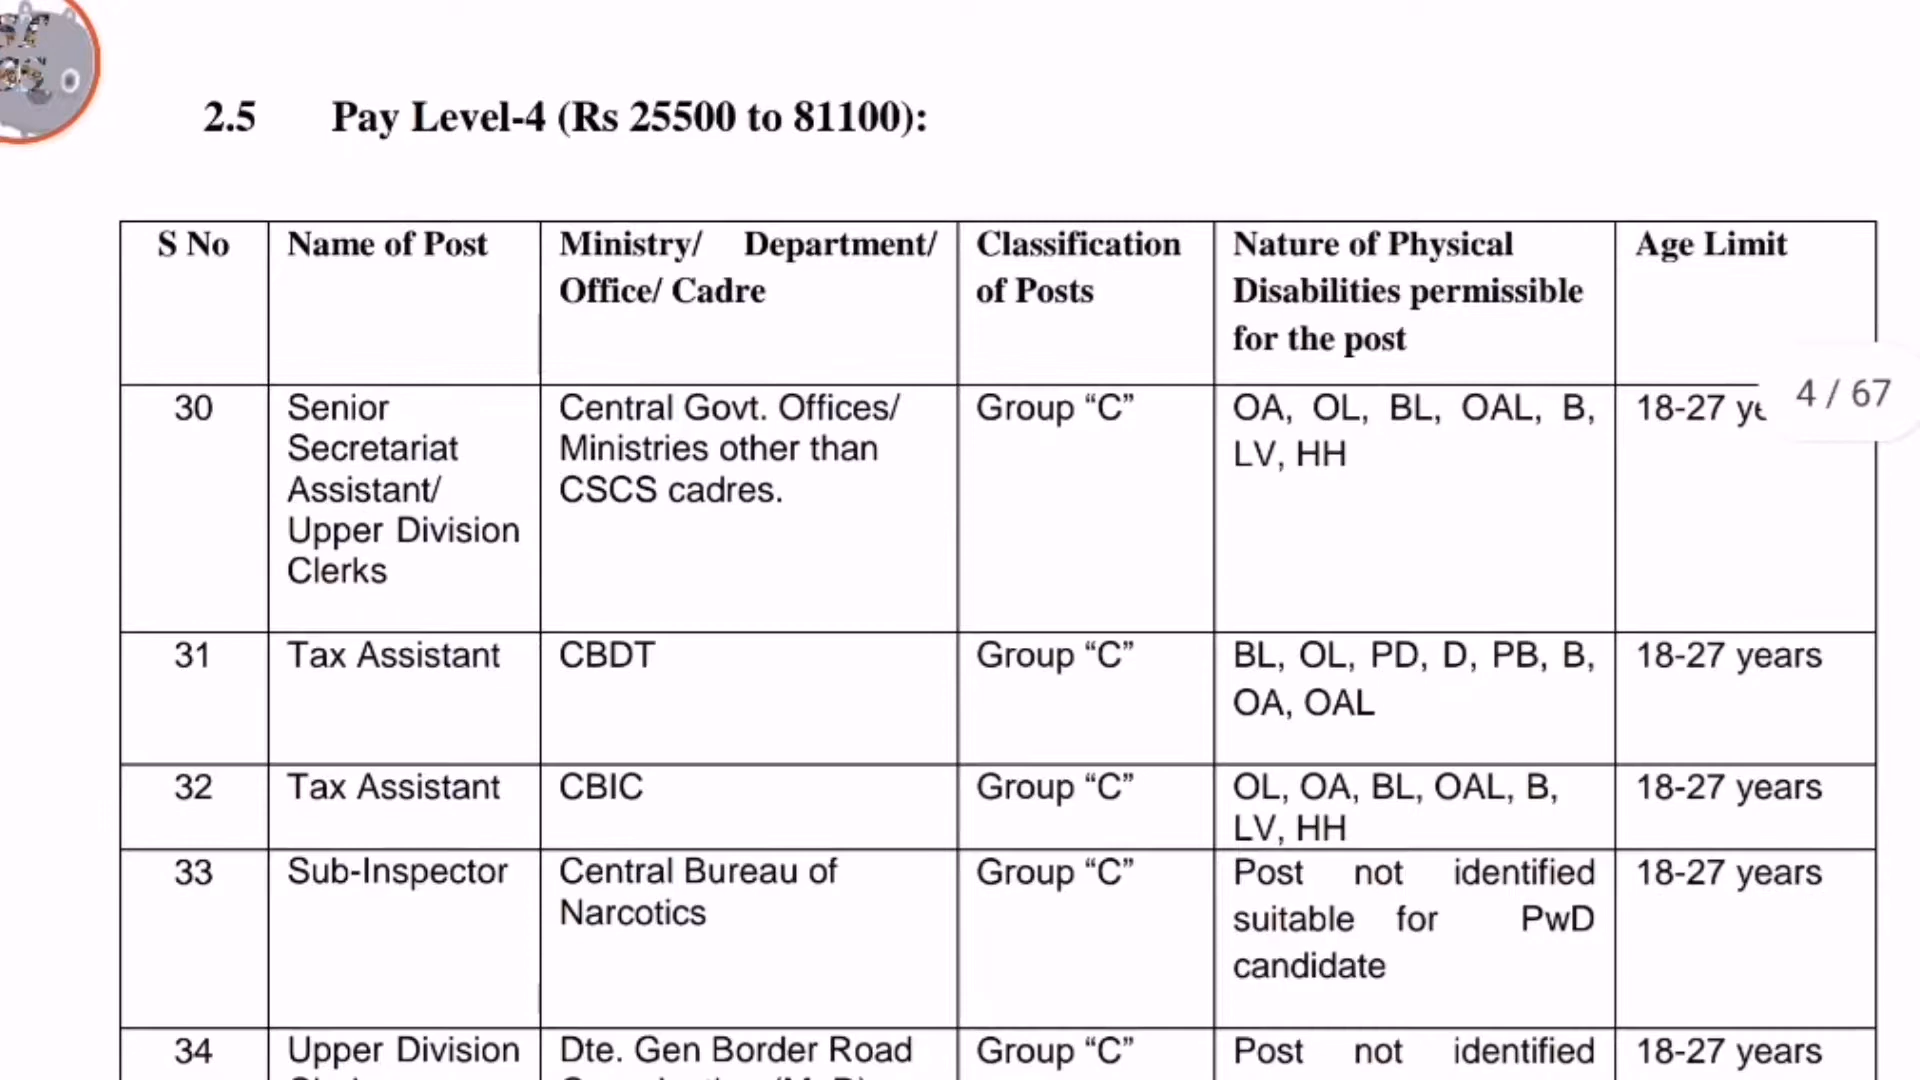 2.5 Pay Level-4 (Rs 25500 to 81100):
S No Name of Post Ministry/ Department/ Classification Nature of Physical Age Limit
Office/ Cadre of Posts Disabilities permissible
for the post
4 / 67
30 Senior Central Govt. Offices/ Group “C” OA, OL, BL, OAL, B, 18-27
Secretariat Ministries other than LV, HH
Assistant/ CSCS cadres.
Upper Division
Clerks
31 Tax Assistant CBDT Group “C” BL, OL, PD, D, PB, B, 18-27 years
OA, OAL
32 Tax Assistant CBIC Group “C” OL, OA, BL, OAL, B, 18-27 years
LV, HH
33 Sub-Inspector Central Bureau of Group “C” Post not identified 18-27 years
Narcotics suitable for PwD
candidate
34 Upper Division Dte. Gen Border Road Group “C” Post not identified 18-27 years